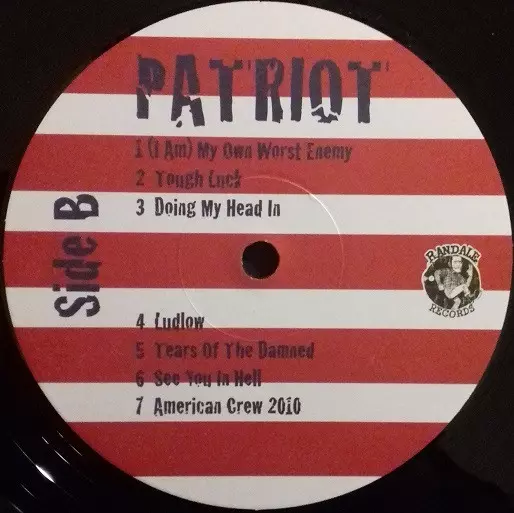 PATRIOT
1 (I Am) My Own Worst Enemy
2 Tough Luck
3 Doing My Head In
Side B
RANDALE
RECORDS
4 Ludlow
5 Tears Of The Damned
6 See You In Hell
7 American Crew 2010